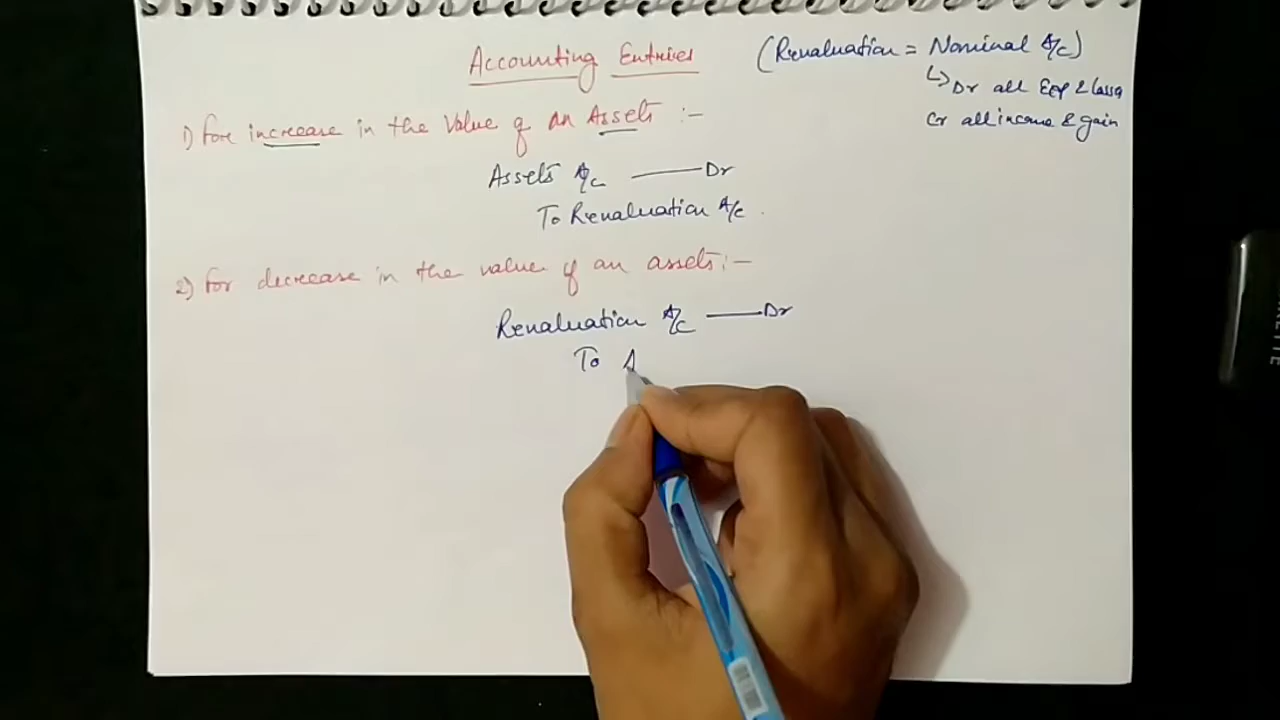 Accounting Entries
(Revaluation = Nominal A/c)
↳ Dr all Exp & Losses
Cr all income & gain
1) For increase in the Value of an Assets :-
Assets A/c —— Dr
To Revaluation A/c .
2) For decrease in the value of an assets :-
Revaluation A/c —— Dr
To A